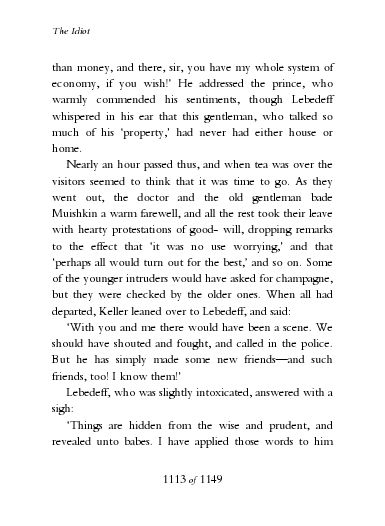 The Idiot
than money, and there, sir, you have my whole system of
economy, if you wish!’ He addressed the prince, who
warmly commended his sentiments, though Lebedeff
whispered in his ear that this gentleman, who talked so
much of his ‘property,’ had never had either house or
home.
Nearly an hour passed thus, and when tea was over the
visitors seemed to think that it was time to go. As they
went out, the doctor and the old gentleman bade
Muishkin a warm farewell, and all the rest took their leave
with hearty protestations of good- will, dropping remarks
to the effect that ‘it was no use worrying,’ and that
‘perhaps all would turn out for the best,’ and so on. Some
of the younger intruders would have asked for champagne,
but they were checked by the older ones. When all had
departed, Keller leaned over to Lebedeff, and said:
‘With you and me there would have been a scene. We
should have shouted and fought, and called in the police.
But he has simply made some new friends—and such
friends, too! I know them!’
Lebedeff, who was slightly intoxicated, answered with a
sigh:
‘Things are hidden from the wise and prudent, and
revealed unto babes. I have applied those words to him
1113 of 1149